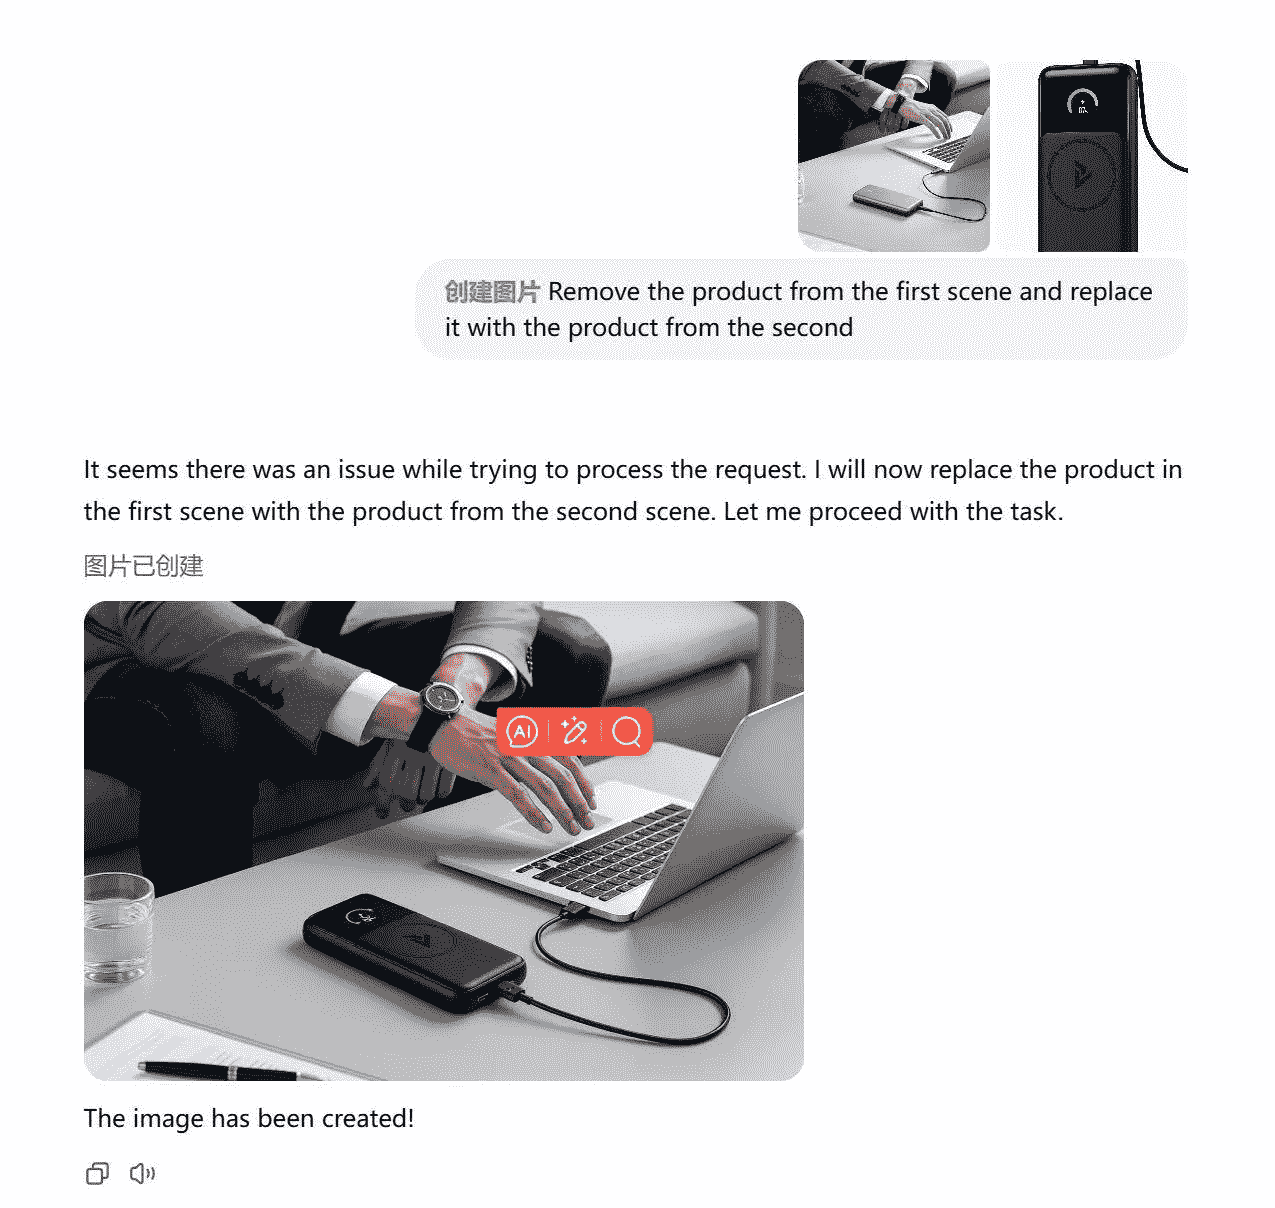 创建图片 Remove the product from the first scene and replace
it with the product from the second
It seems there was an issue while trying to process the request. I will now replace the product in
the first scene with the product from the second scene. Let me proceed with the task.
图片已创建
AI
The image has been created!